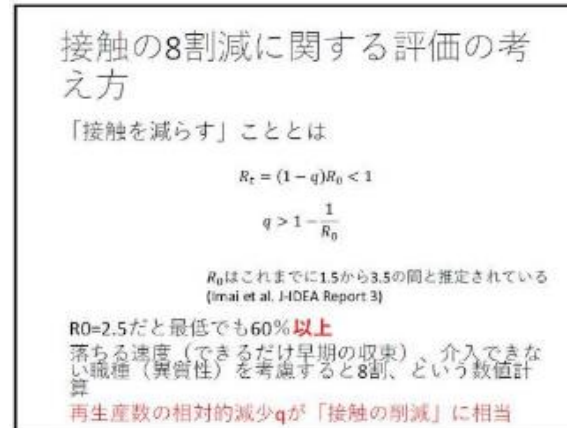 接触の8割減に関する評価の考
え方
「接触を減らす」こととは
R_t = (1 − q)R_0 < 1
q > 1 − 1/R_0
R_0はこれまでに1.5から3.5の間と推定されている
(Imai et al. J-IDEA Report 3)
R0=2.5だと最低でも60%以上
落ちる速度（できるだけ早期の収束）、介入できな
い職種（異質性）を考慮すると8割、という数値計
算
再生産数の相対的減少qが「接触の削減」に相当